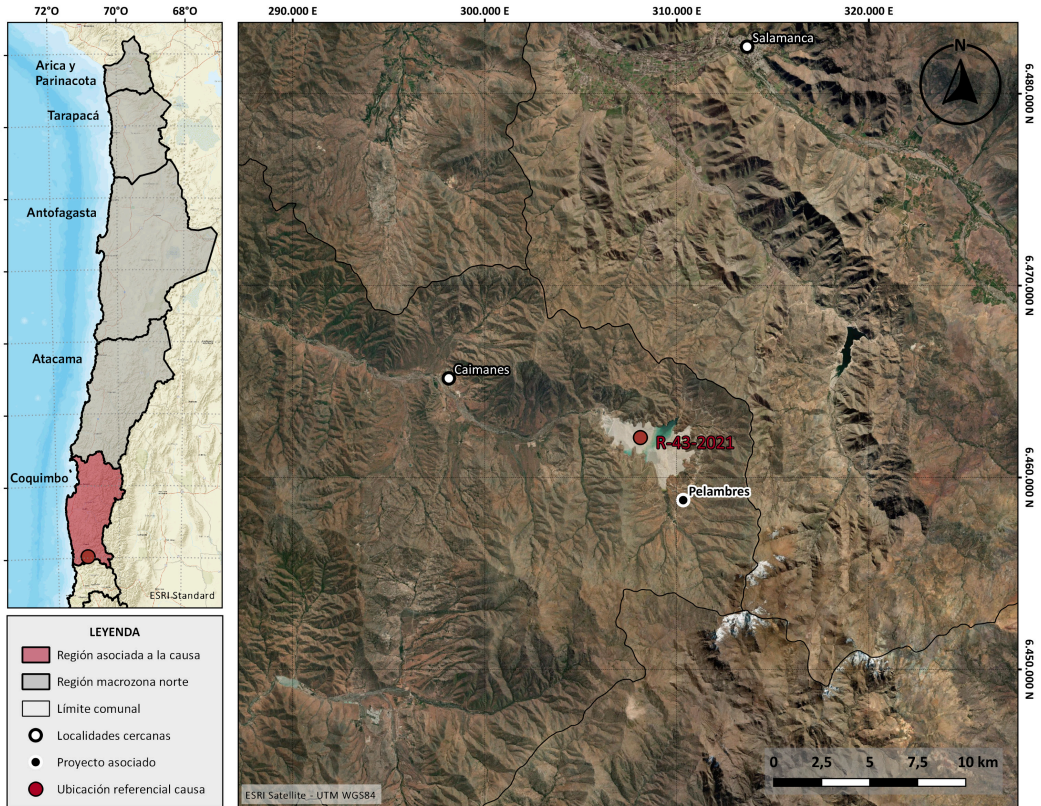 72°0
70°0
68°0
Arica y
Parinacota
Tarapacá
Antofagasta
Atacama
Coquimbo
ESRI Standard
LEYENDA
Región asociada a la causa
Región macrozona norte
Límite comunal
Localidades cercanas
Proyecto asociado
Ubicación referencial causa
290.000 E
300.000 E
310.000 E
320.000 E
Salamanca
N
6.480.000 N
6.470.000 N
Caimanes
R-43-2021
6.460.000 N
Pelambres
6.450.000 N
0 2,5 5 7,5 10 km
ESRI Satellite - UTM WGS84